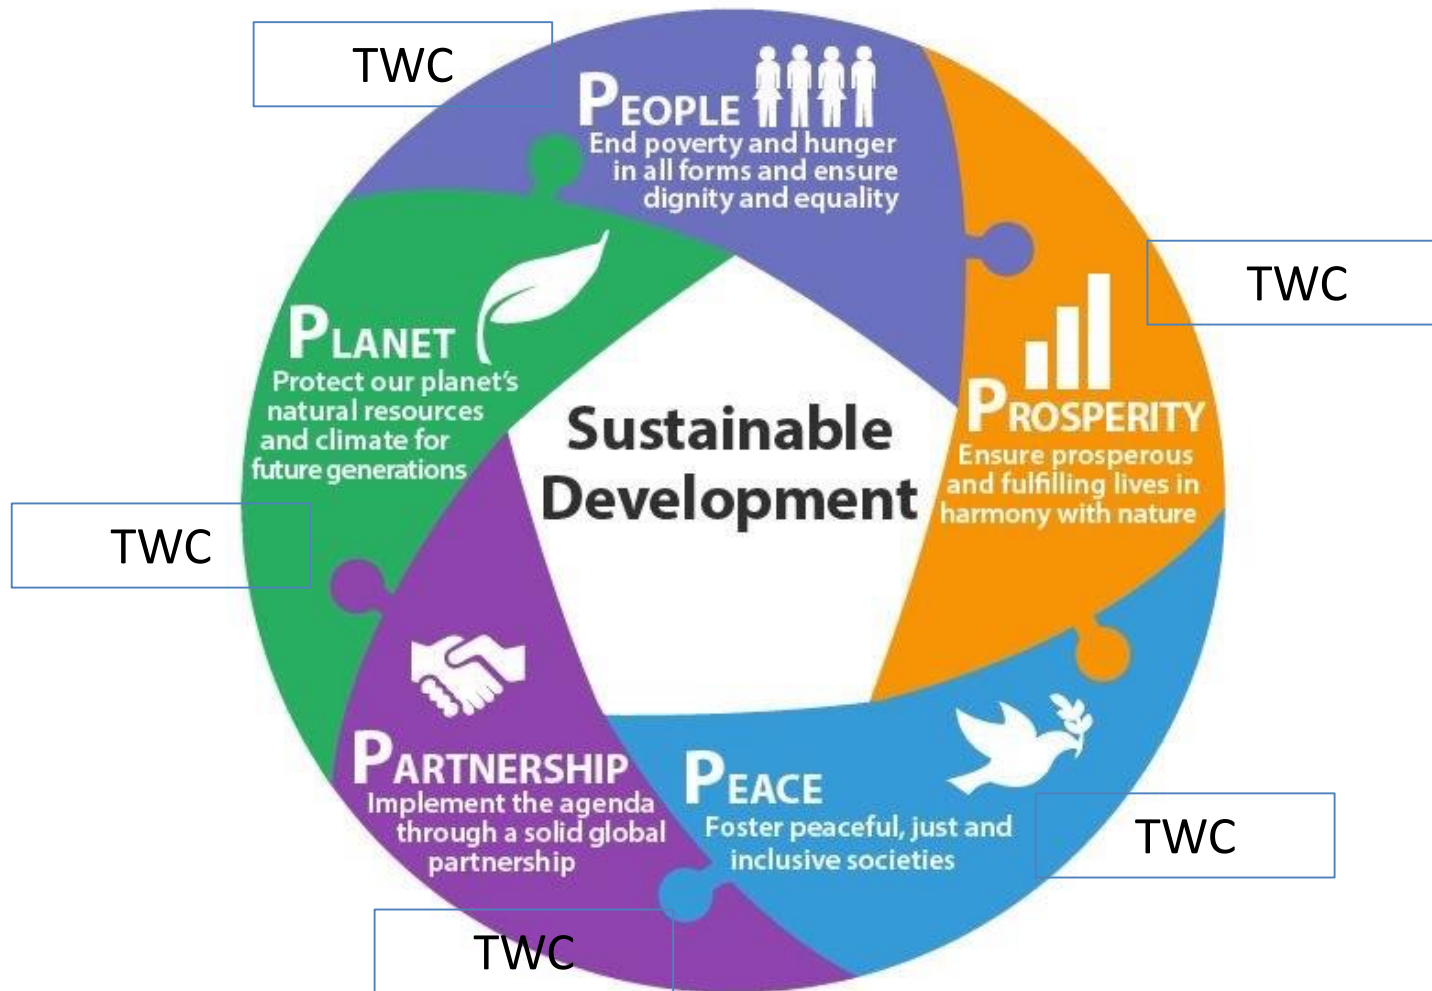 TWC
PEOPLE
End poverty and hunger
in all forms and ensure
dignity and equality
TWC
PROSPERITY
Ensure prosperous
and fulfilling lives in
harmony with nature
PLANET
Protect our planet's
natural resources
and climate for
future generations
Sustainable
Development
TWC
PARTNERSHIP
Implement the agenda
through a solid global
partnership
PEACE
Foster peaceful, just and
inclusive societies
TWC
TWC